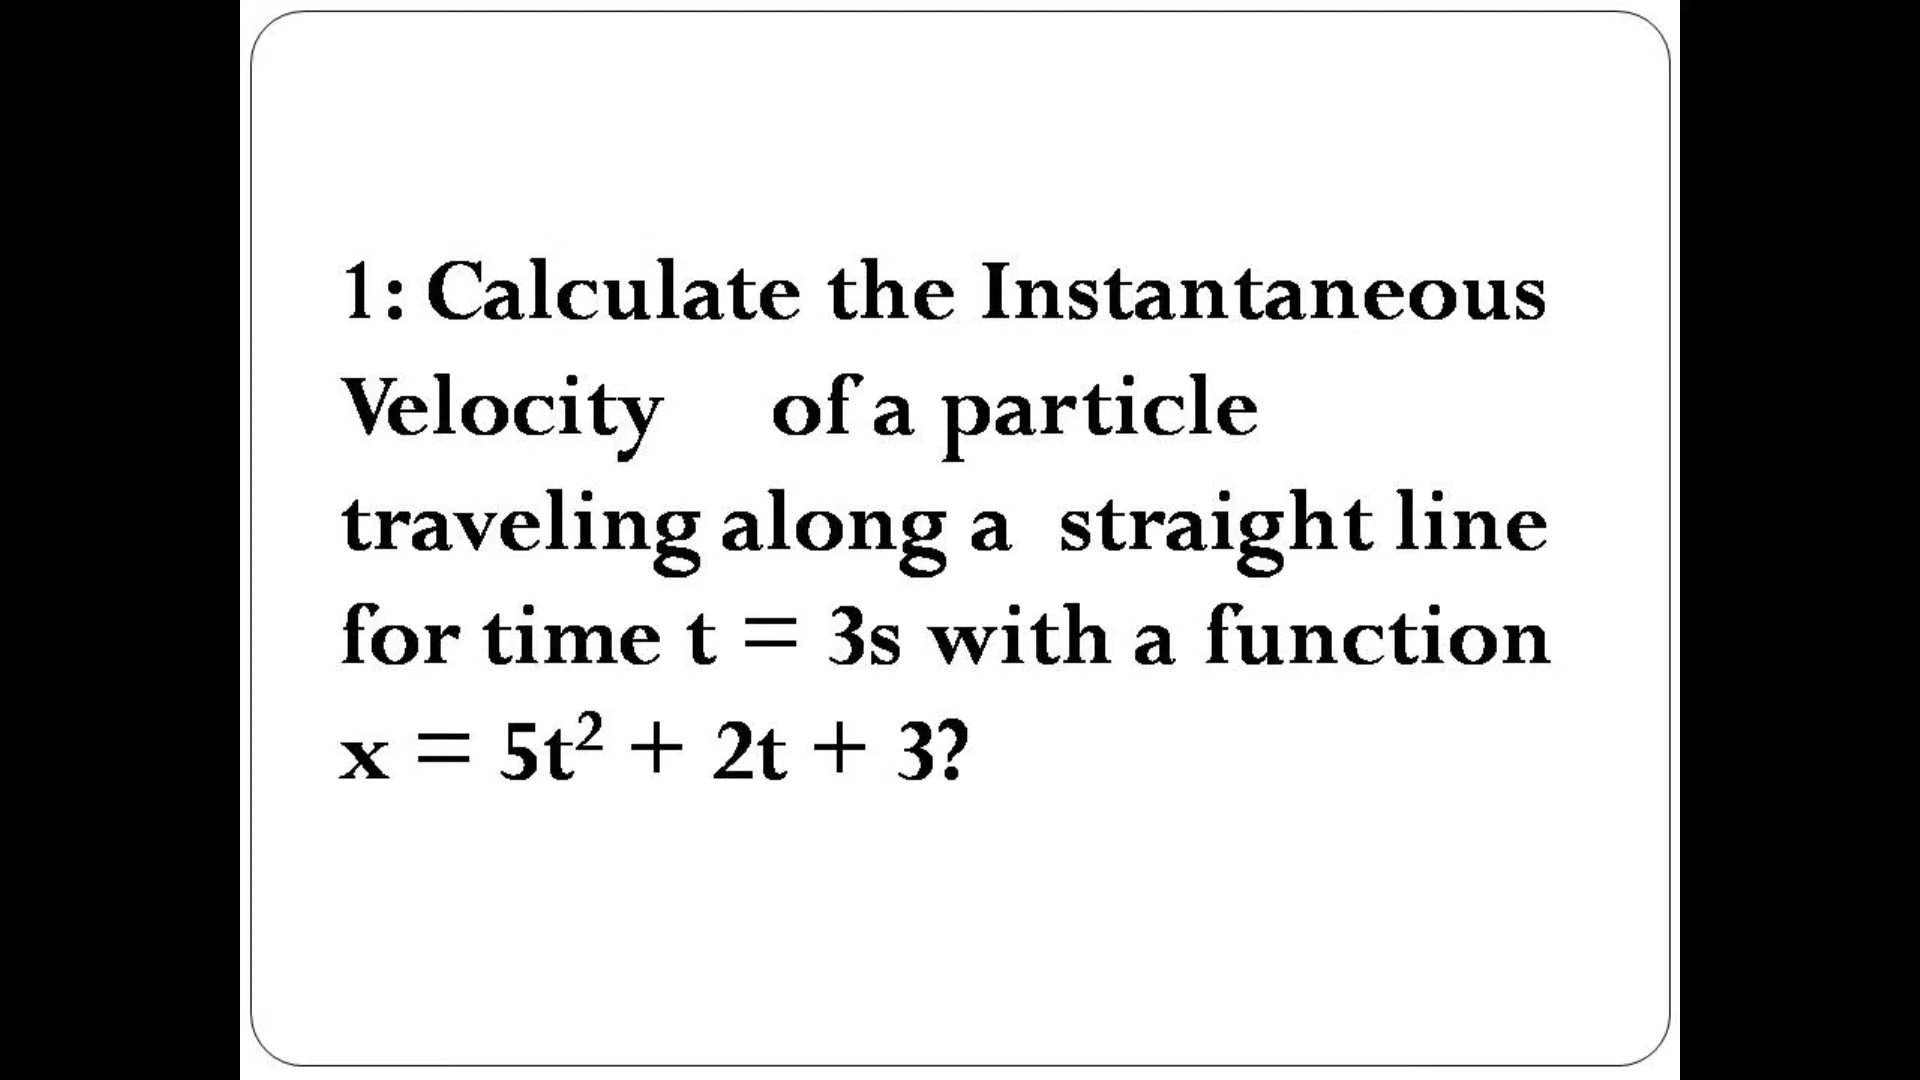 1: Calculate the Instantaneous
Velocity of a particle
traveling along a straight line
for time t = 3s with a function
x = 5t² + 2t + 3?